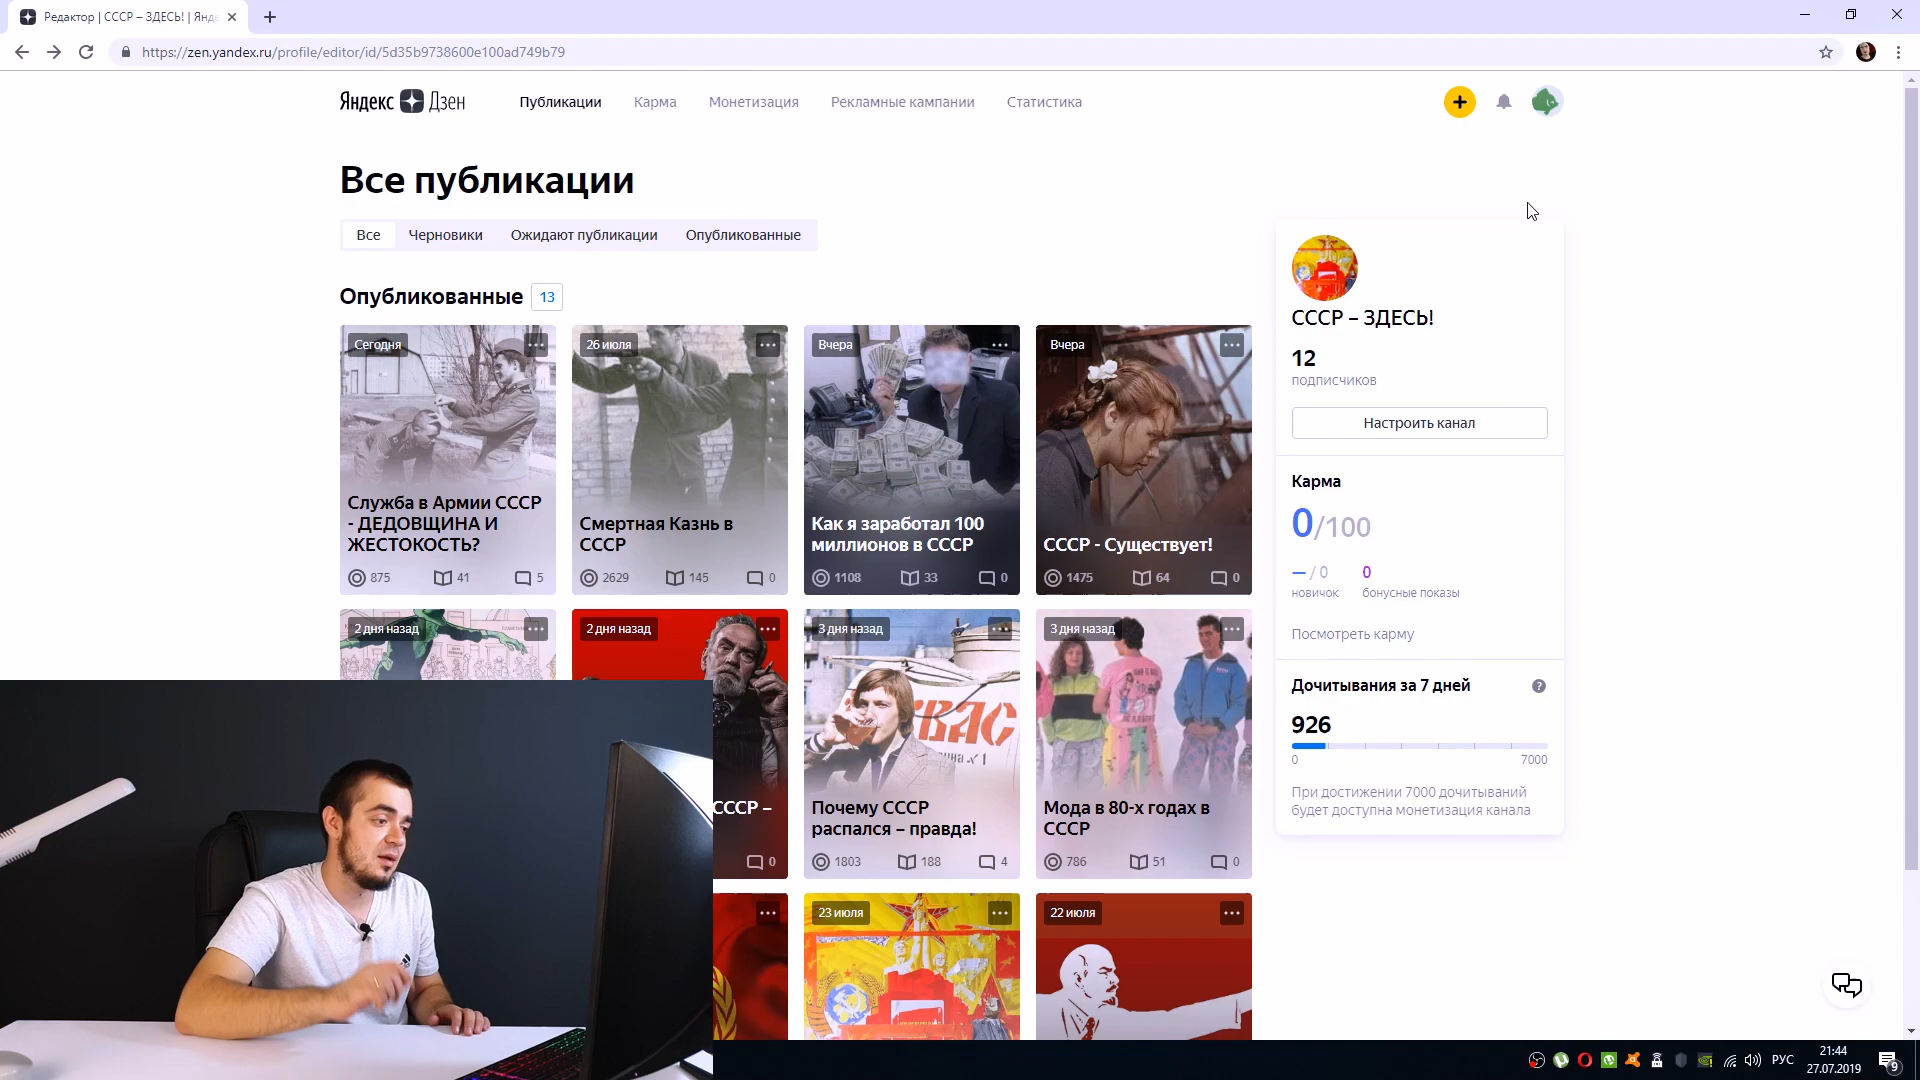 Редактор | СССР – ЗДЕСЬ! | Янде
https://zen.yandex.ru/profile/editor/id/5d35b9738600e100ad749b79
Яндекс Дзен
Публикации
Карма
Монетизация
Рекламные кампании
Статистика
Все публикации
Все
Черновики
Ожидают публикации
Опубликованные
Опубликованные 13
Сегодня
Служба в Армии СССР
- ДЕДОВЩИНА И
ЖЕСТОКОСТЬ?
875 41 5
26 июля
Смертная Казнь в
СССР
2629 145 0
Вчера
Как я заработал 100
миллионов в СССР
1108 33 0
Вчера
СССР - Существует!
1475 64 0
2 дня назад
2 дня назад
СССР –
0
3 дня назад
КВАС
Почему СССР
распался – правда!
1803 188 4
3 дня назад
Мода в 80-х годах в
СССР
786 51 0
23 июля
22 июля
СССР – ЗДЕСЬ!
12
подписчиков
Настроить канал
Карма
0/100
— / 0
новичок
0
бонусные показы
Посмотреть карму
Дочитывания за 7 дней
926
0
7000
При достижении 7000 дочитываний
будет доступна монетизация канала
РУС
21:44
27.07.2019
9